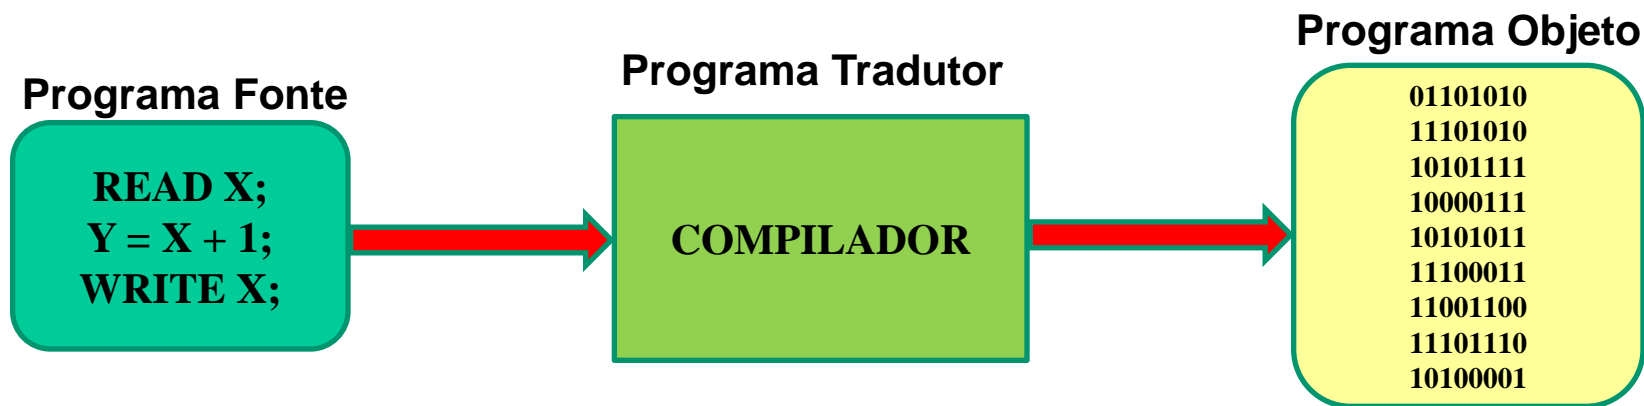 Programa Fonte
READ X;
Y = X + 1;
WRITE X;
Programa Tradutor
COMPILADOR
Programa Objeto
01101010
11101010
10101111
10000111
10101011
11100011
11001100
11101110
10100001